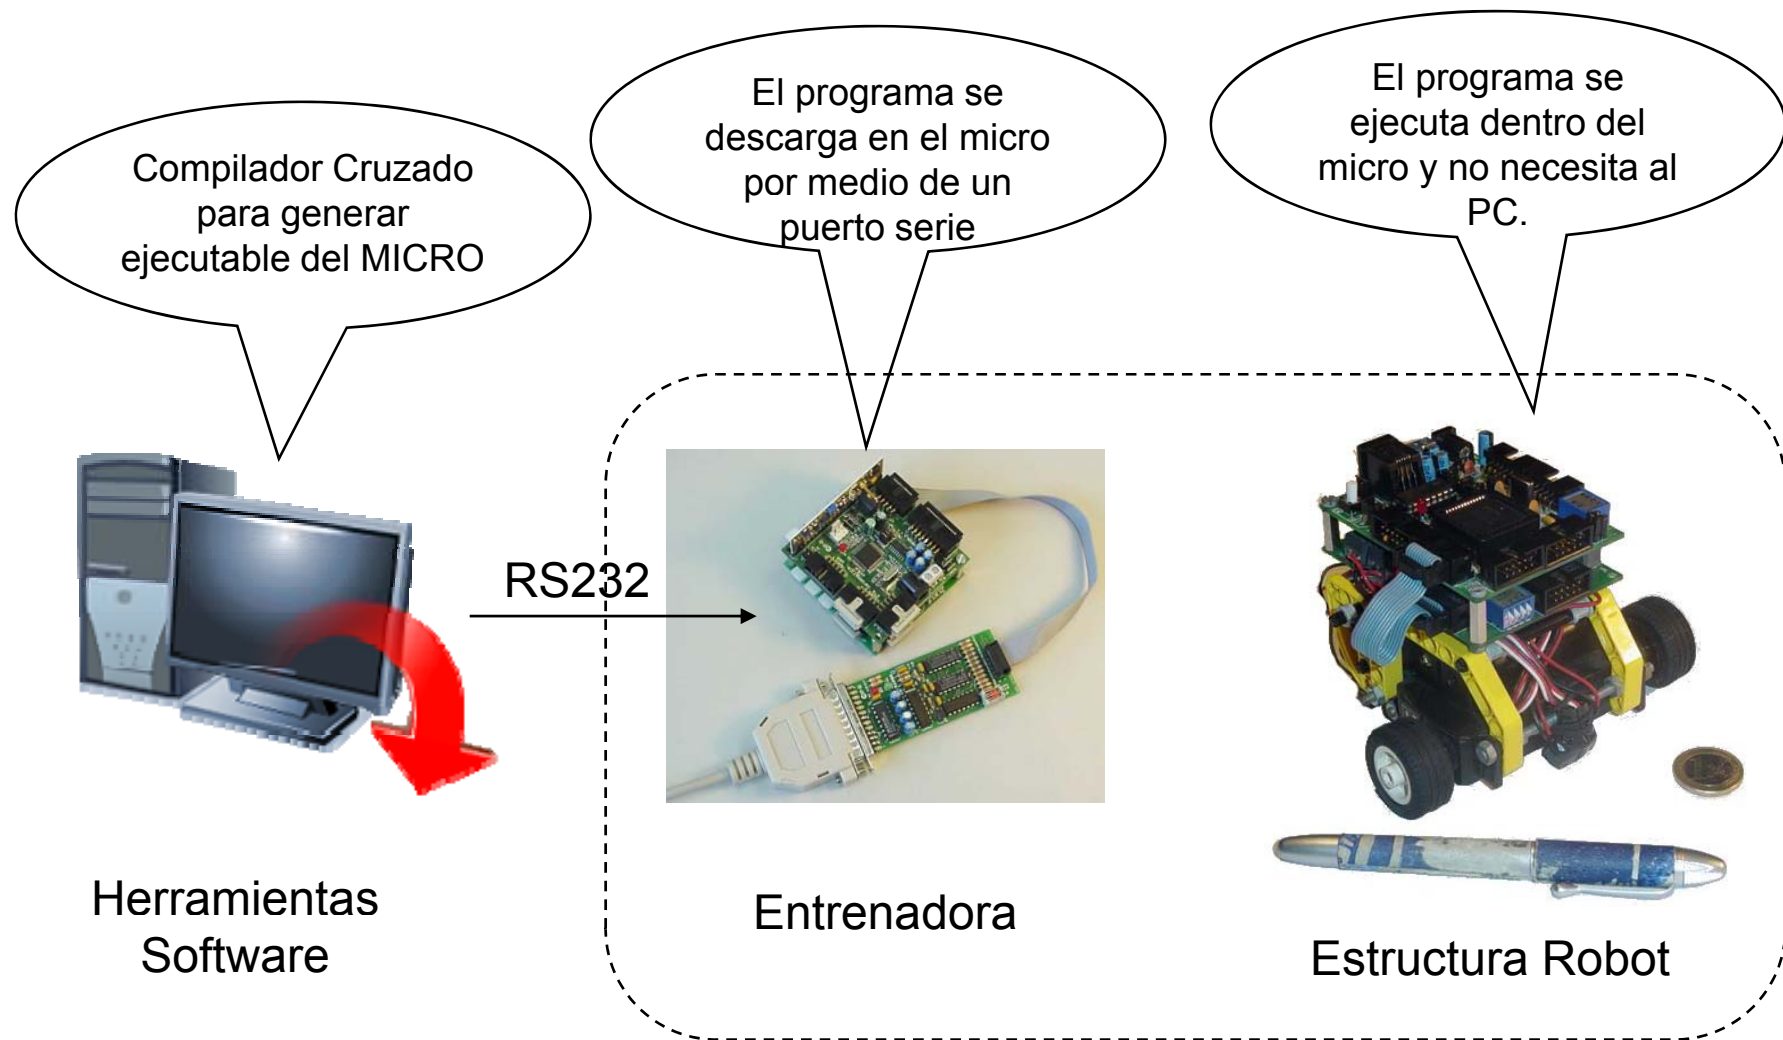 Compilador Cruzado
para generar
ejecutable del MICRO
El programa se
descarga en el micro
por medio de un
puerto serie
El programa se
ejecuta dentro del
micro y no necesita al
PC.
RS232
Herramientas
Software
Entrenadora
Estructura Robot